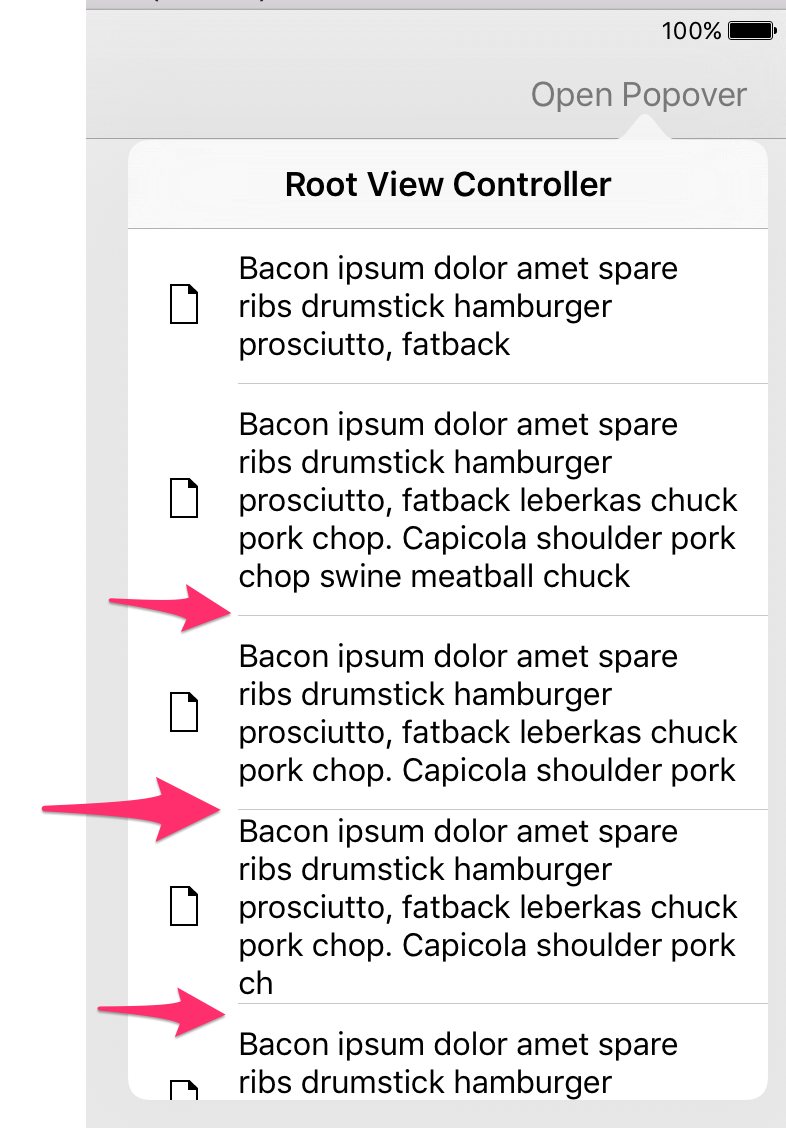 100%
Open Popover
Root View Controller
Bacon ipsum dolor amet spare
ribs drumstick hamburger
prosciutto, fatback
Bacon ipsum dolor amet spare
ribs drumstick hamburger
prosciutto, fatback leberkas chuck
pork chop. Capicola shoulder pork
chop swine meatball chuck
Bacon ipsum dolor amet spare
ribs drumstick hamburger
prosciutto, fatback leberkas chuck
pork chop. Capicola shoulder pork
Bacon ipsum dolor amet spare
ribs drumstick hamburger
prosciutto, fatback leberkas chuck
pork chop. Capicola shoulder pork
ch
Bacon ipsum dolor amet spare
ribs drumstick hamburger